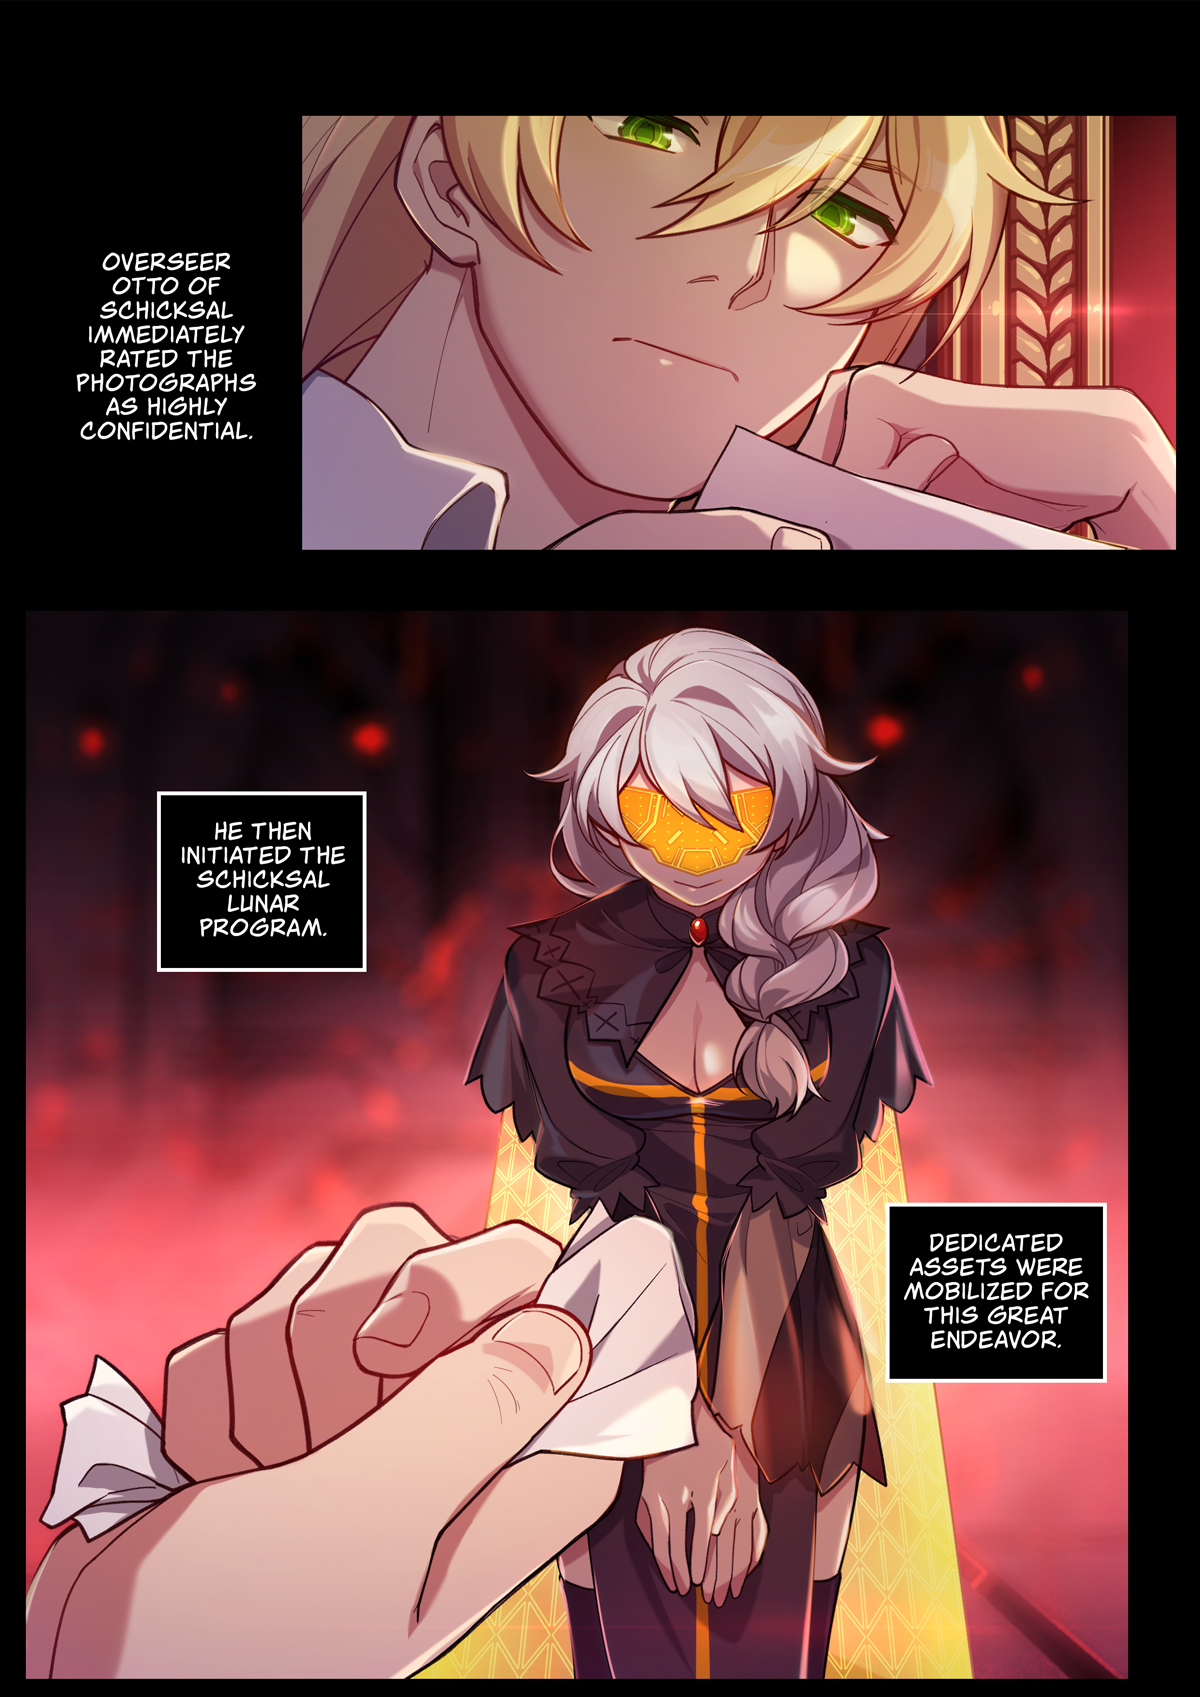 OVERSEER
OTTO OF
SCHICKSAL
IMMEDIATELY
RATED THE
PHOTOGRAPHS
AS HIGHLY
CONFIDENTIAL.
HE THEN
INITIATED THE
SCHICKSAL
LUNAR
PROGRAM.
DEDICATED
ASSETS WERE
MOBILIZED FOR
THIS GREAT
ENDEAVOR.